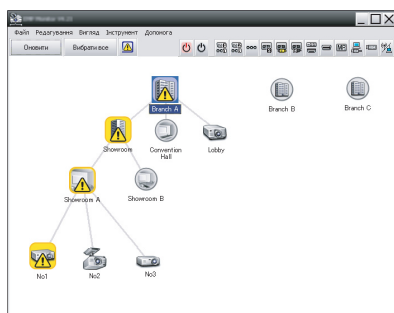 Файл Редагування Вигляд Інструмент Допомога
Оновити Вибрати все
Branch A
Branch B
Branch C
Showroom
Convention
Hall
Lobby
Showroom A
Showroom B
No1
No2
No3